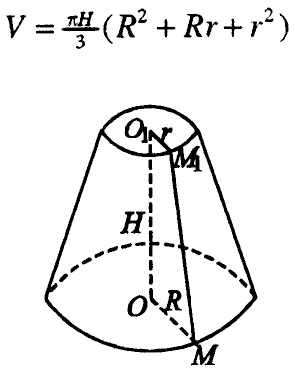 V = πH/3 (R² + Rr + r²)
O₁ r
M₁
H
O R
M